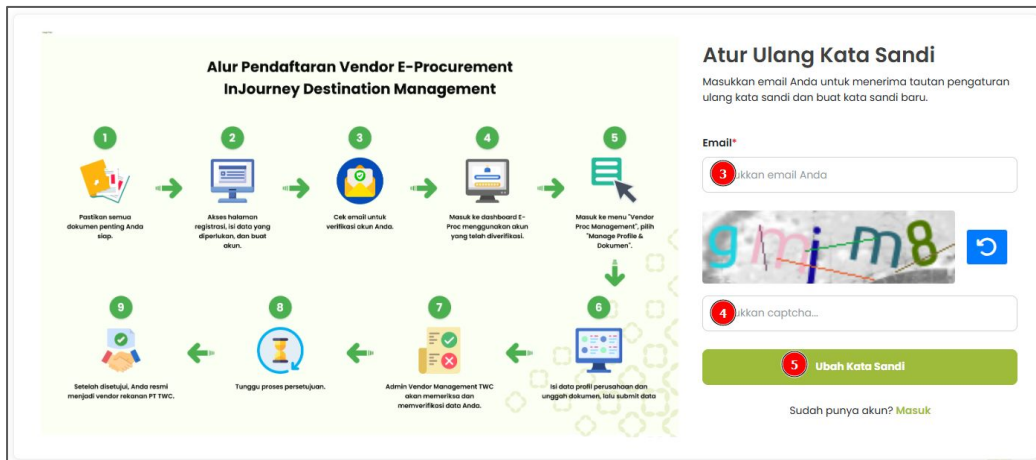 Alur Pendaftaran Vendor E-Procurement
InJourney Destination Management
1
2
3
4
5
Pastikan semua
dokumen penting Anda
siap.
Akses halaman
registrasi, isi data yang
diperlukan, dan buat
akun.
Cek email untuk
verifikasi akun Anda.
Masuk ke dashboard E-
Proc menggunakan akun
yang telah diverifikasi.
Masuk ke menu "Vendor
Proc Management", pilih
"Manage Profile &
Dokumen".
9
8
7
6
Setelah disetujui, Anda resmi
menjadi vendor rekanan PT TWC.
Tunggu proses persetujuan.
Admin Vendor Management TWC
akan memeriksa dan
memverifikasi data Anda.
Isi data profil perusahaan dan
unggah dokumen, lalu submit data
Atur Ulang Kata Sandi
Masukkan email Anda untuk menerima tautan pengaturan
ulang kata sandi dan buat kata sandi baru.
Email*
3 ukkan email Anda
gmjm8
4 ukkan captcha...
5 Ubah Kata Sandi
Sudah punya akun? Masuk